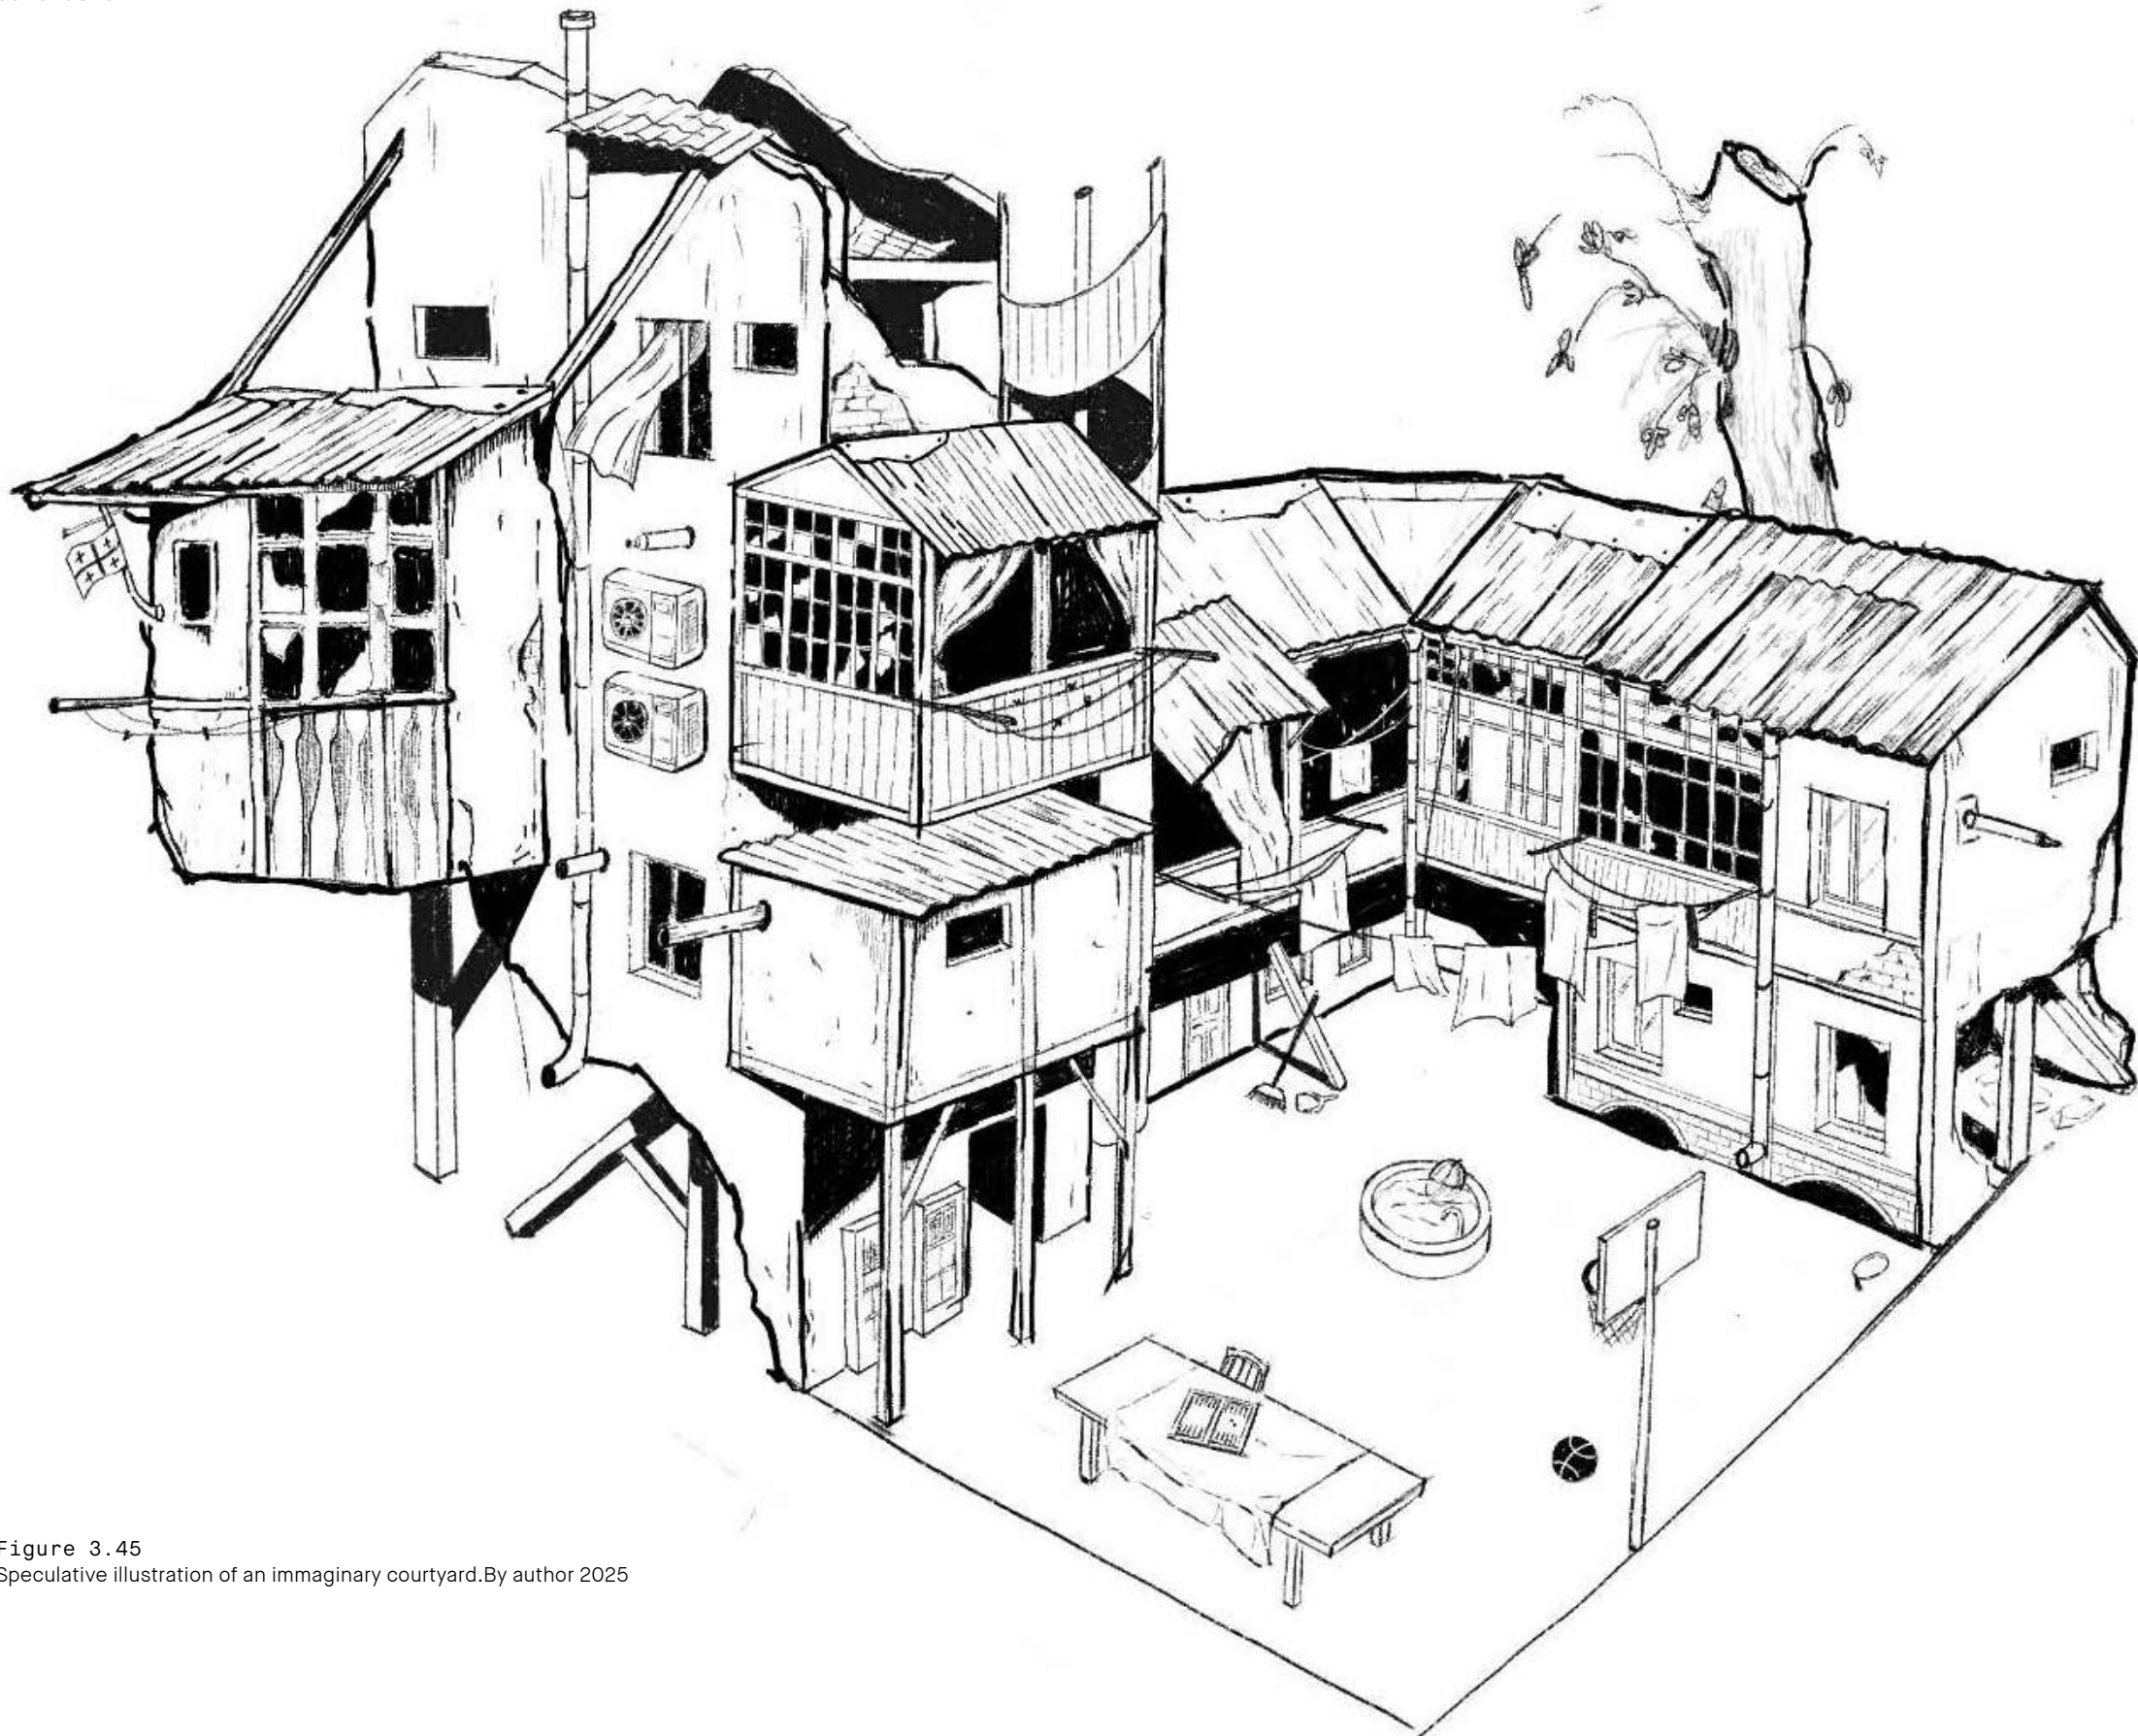 Figure 3.45
Speculative illustration of an immaginary courtyard.By author 2025